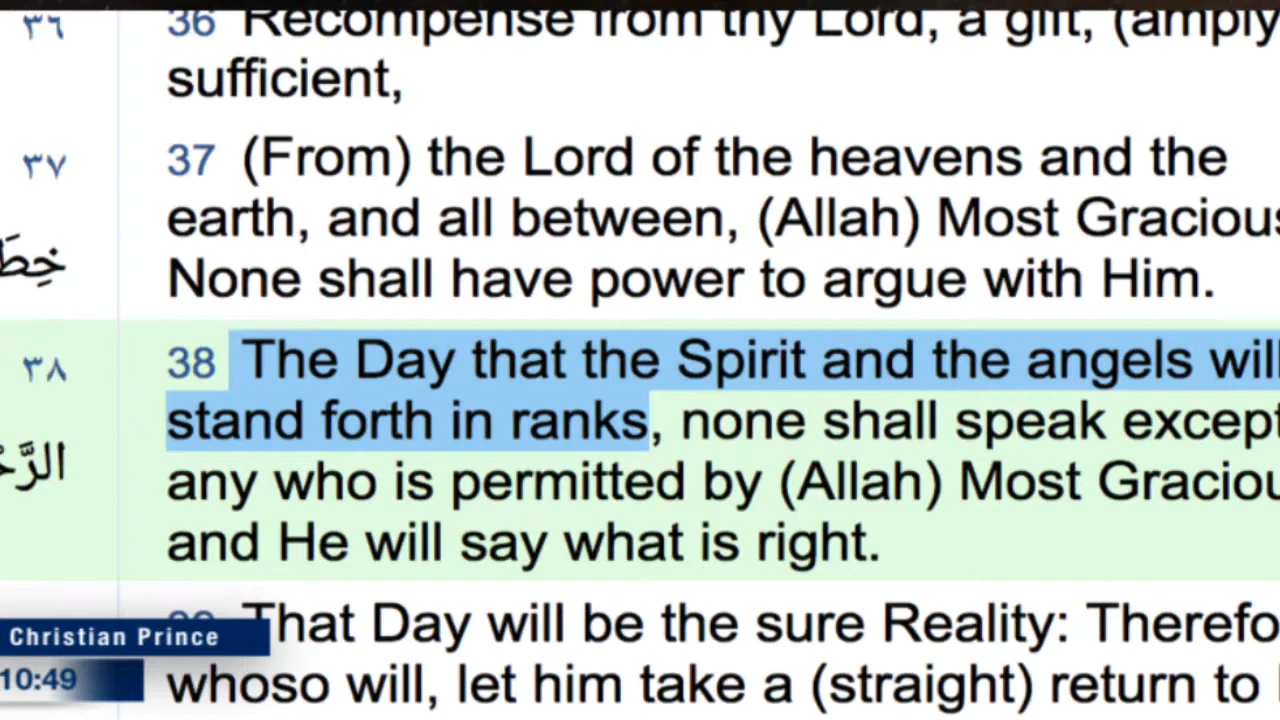 ٣٦ 36 Recompense from thy Lord, a gift, (amply
sufficient,
٣٧ 37 (From) the Lord of the heavens and the
earth, and all between, (Allah) Most Gracious
None shall have power to argue with Him.
٣٨ 38 The Day that the Spirit and the angels will
stand forth in ranks, none shall speak except
any who is permitted by (Allah) Most
and He will say what is right.
That Day will be the sure Reality:
Christian Prince
10:49
whoso will, let him take a (straight) return to